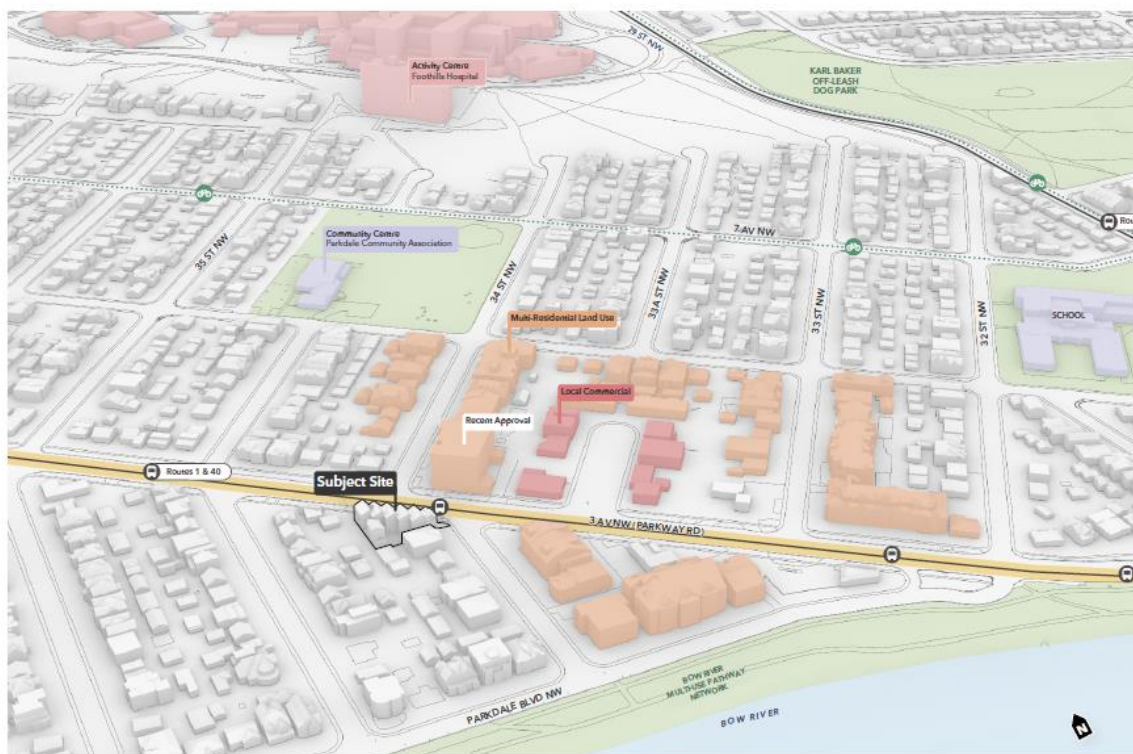 29 ST NW
Activity Centre
Foothills Hospital
KARL BAKER
OFF-LEASH
DOG PARK
Rou
Community Centre
Parkdale Community Association
7 AV NW
35 ST NW
34 ST NW
33A ST NW
33 ST NW
32 ST NW
SCHOOL
Multi-Residential Land Use
Local Commercial
Recent Approval
Routes 1 & 40
Subject Site
3 AV NW (PARKWAY RD)
PARKDALE BLVD NW
BOW RIVER
MULTI-USE PATHWAY
NETWORK
BOW RIVER
N